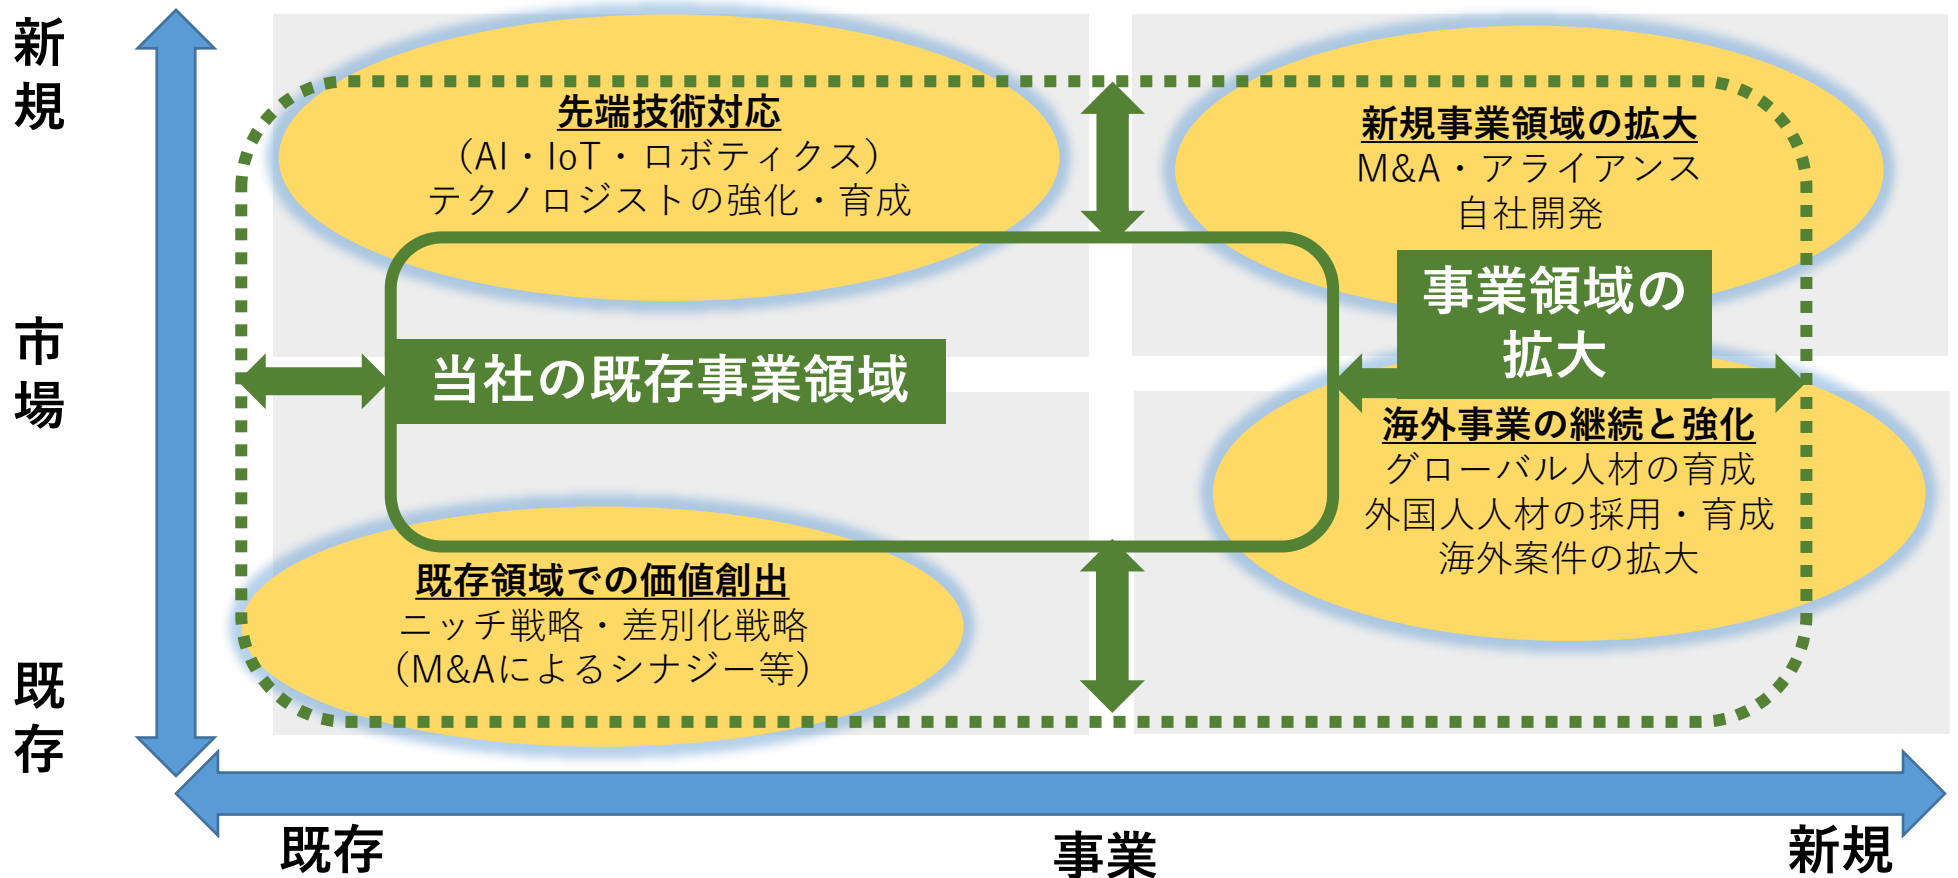 新規
市場
既存
先端技術対応
（AI・IoT・ロボティクス）
テクノロジストの強化・育成
新規事業領域の拡大
M&A・アライアンス
自社開発
事業領域の
拡大
当社の既存事業領域
海外事業の継続と強化
グローバル人材の育成
外国人人材の採用・育成
海外案件の拡大
既存領域での価値創出
ニッチ戦略・差別化戦略
（M&Aによるシナジー等）
既存
事業
新規